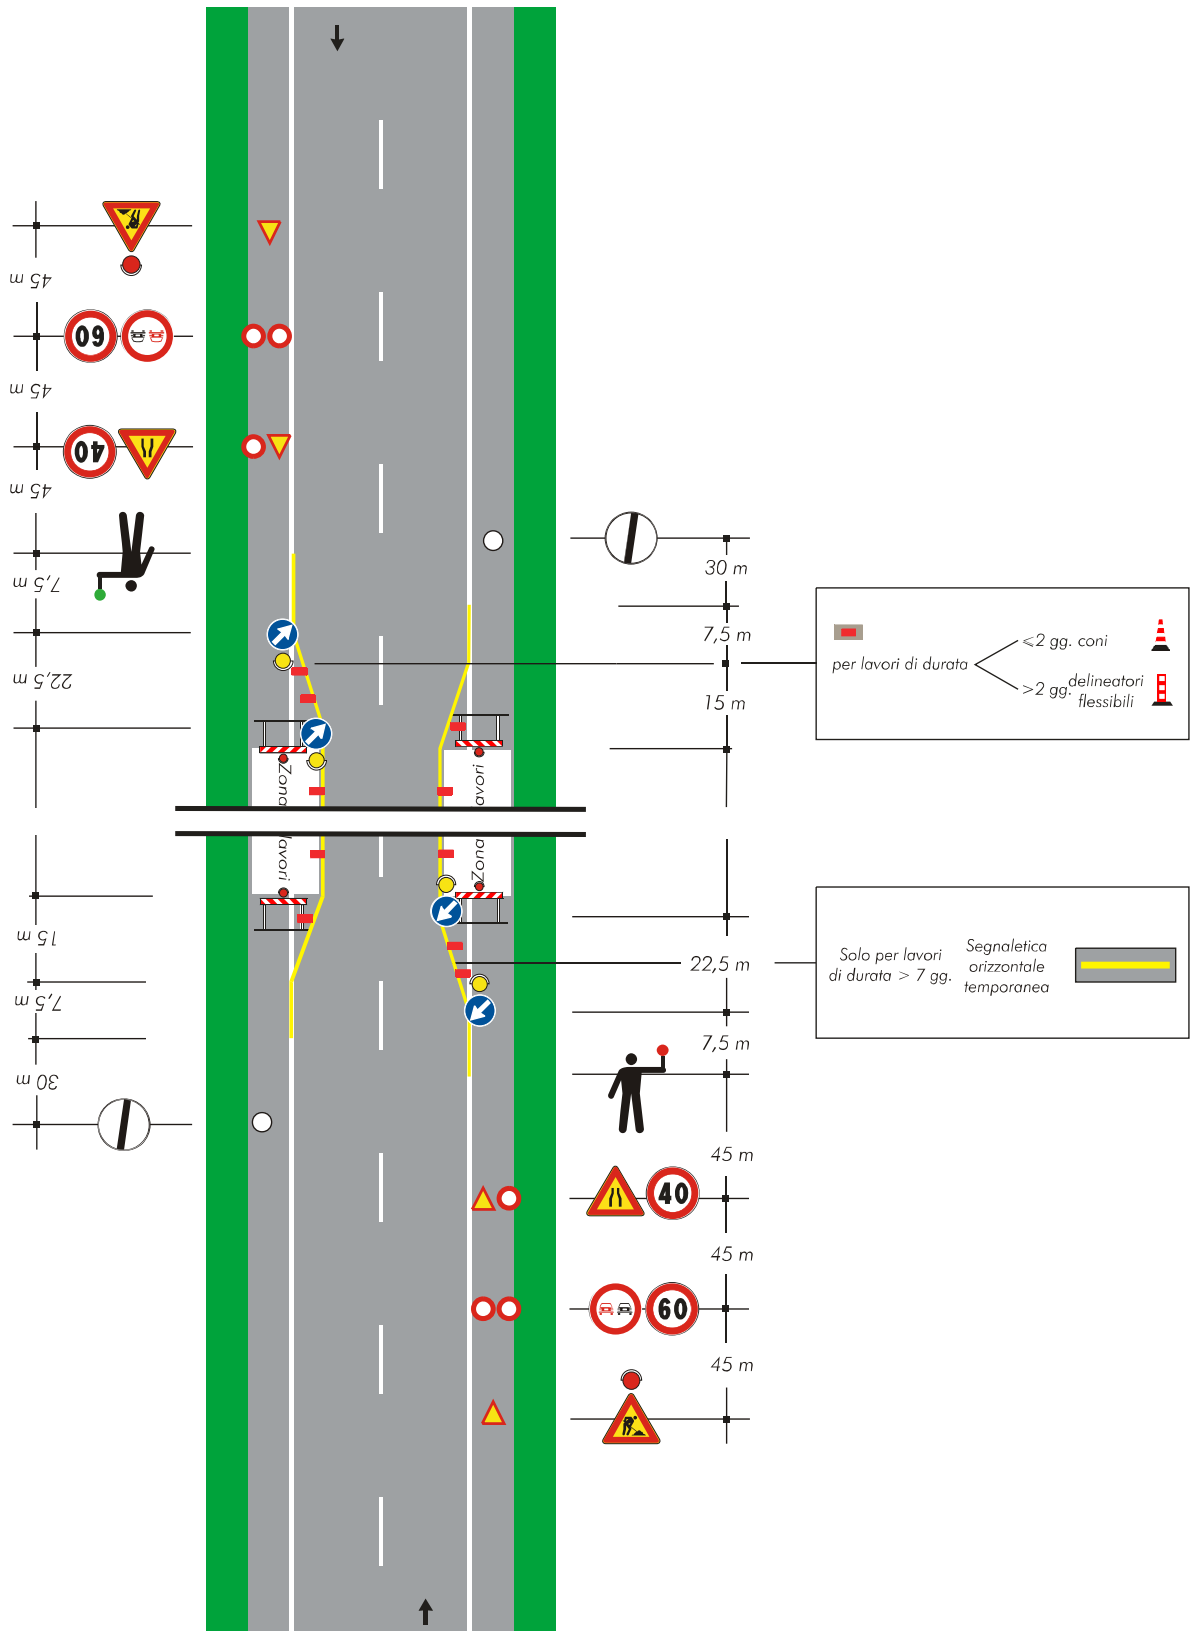 45 m
60
45 m
40
45 m
7,5 m
22,5 m
Zona
lavori
15 m
7,5 m
30 m
30 m
7,5 m
15 m
lavori
Zona
per lavori di durata
≤2 gg. coni
>2 gg. delineatori
flessibili
22,5 m
7,5 m
45 m
40
45 m
60
45 m
Solo per lavori
di durata > 7 gg.
Segnaletica
orizzontale
temporanea